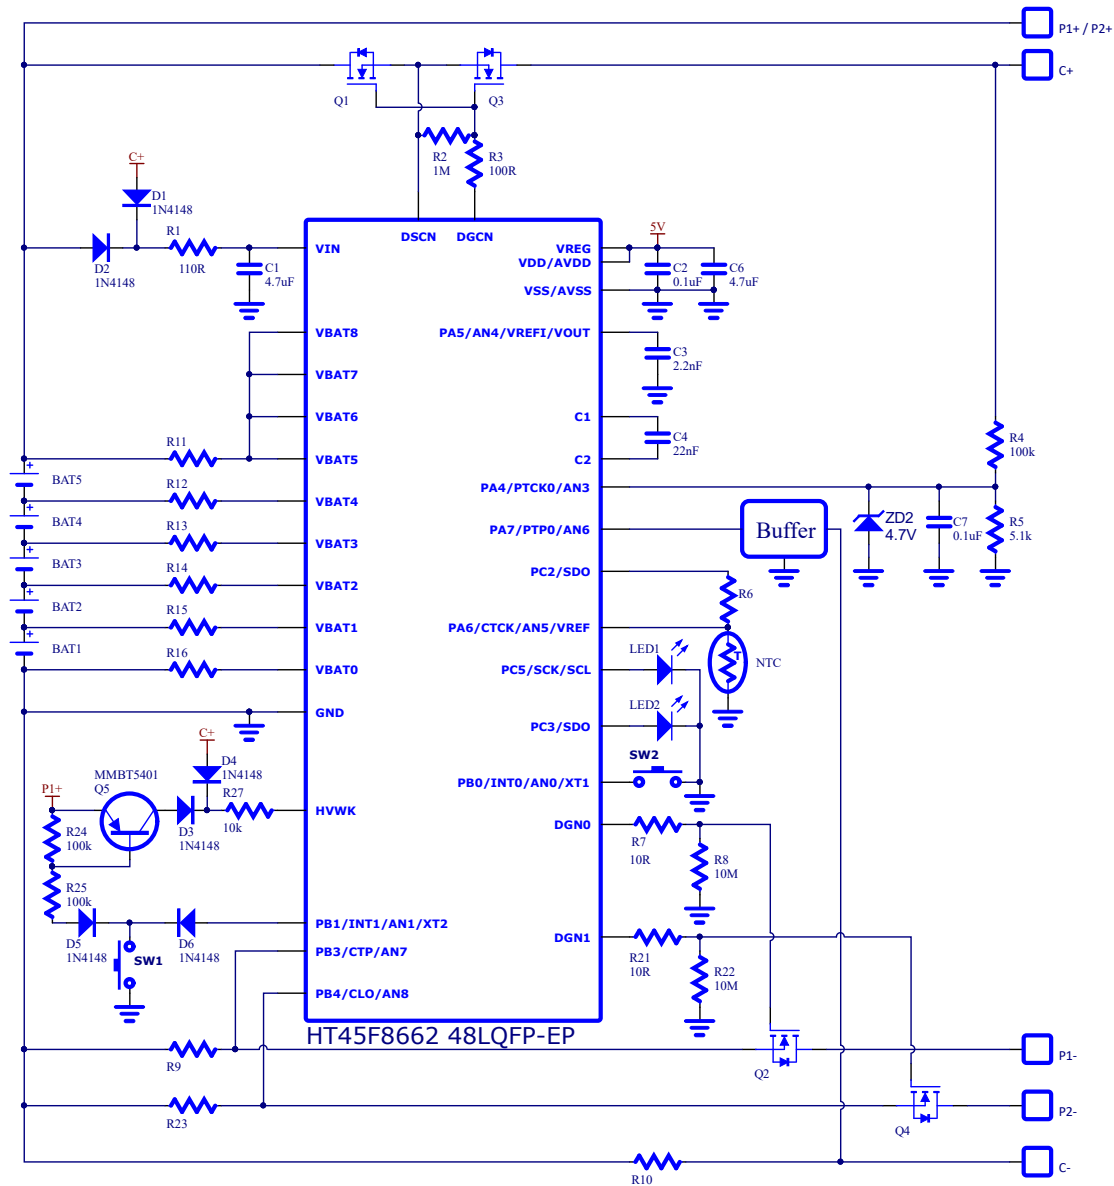 P1+ / P2+
C+
Q1
Q3
R2
1M
R3
100R
C+
D1
1N4148
R1
110R
D2
1N4148
C1
4.7uF
DSCN
DGCN
VIN
VREG
VDD/AVDD
VSS/AVSS
5V
C2
0.1uF
C6
4.7uF
VBAT8
PA5/AN4/VREFI/VOUT
C3
2.2nF
VBAT7
VBAT6
C1
C4
22nF
R11
VBAT5
C2
R4
100k
BAT5
R12
VBAT4
PA4/PTCK0/AN3
BAT4
R13
VBAT3
PA7/PTP0/AN6
Buffer
ZD2
4.7V
C7
0.1uF
R5
5.1k
BAT3
R14
VBAT2
PC2/SDO
R6
BAT2
R15
VBAT1
PA6/CTCK/AN5/VREF
BAT1
R16
VBAT0
PC5/SCK/SCL
LED1
T
NTC
GND
PC3/SDO
LED2
C+
D4
1N4148
MMBT5401
Q5
P1+
SW2
PB0/INT0/AN0/XT1
R27
10k
HVWK
D3
1N4148
R24
100k
DGN0
R7
10R
R8
10M
R25
100k
D5
1N4148
D6
1N4148
SW1
PB1/INT1/AN1/XT2
PB3/CTP/AN7
PB4/CLO/AN8
DGN1
R21
10R
R22
10M
HT45F8662 48LQFP-EP
R9
Q2
P1-
R23
Q4
P2-
R10
C-